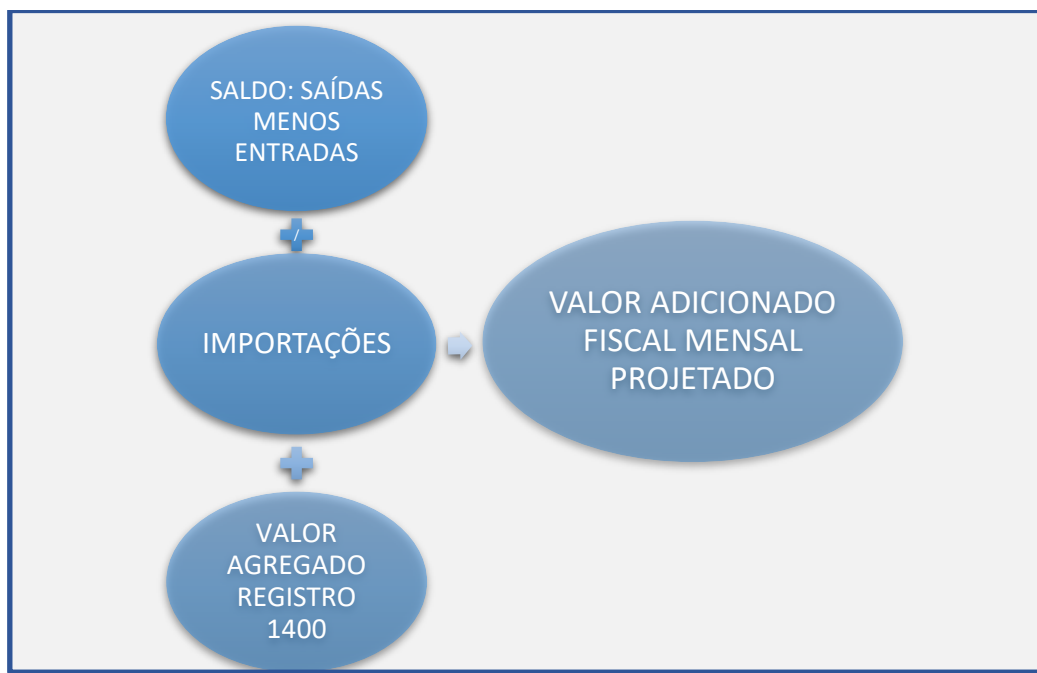 SALDO: SAÍDAS
MENOS
ENTRADAS
/
IMPORTAÇÕES
VALOR
AGREGADO
REGISTRO
1400
VALOR ADICIONADO
FISCAL MENSAL
PROJETADO